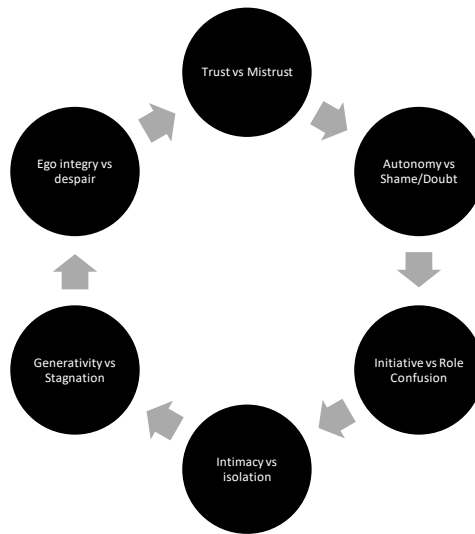 Trust vs Mistrust
Autonomy vs
Shame/Doubt
Initiative vs Role
Confusion
Intimacy vs
isolation
Generativity vs
Stagnation
Ego integry vs
despair